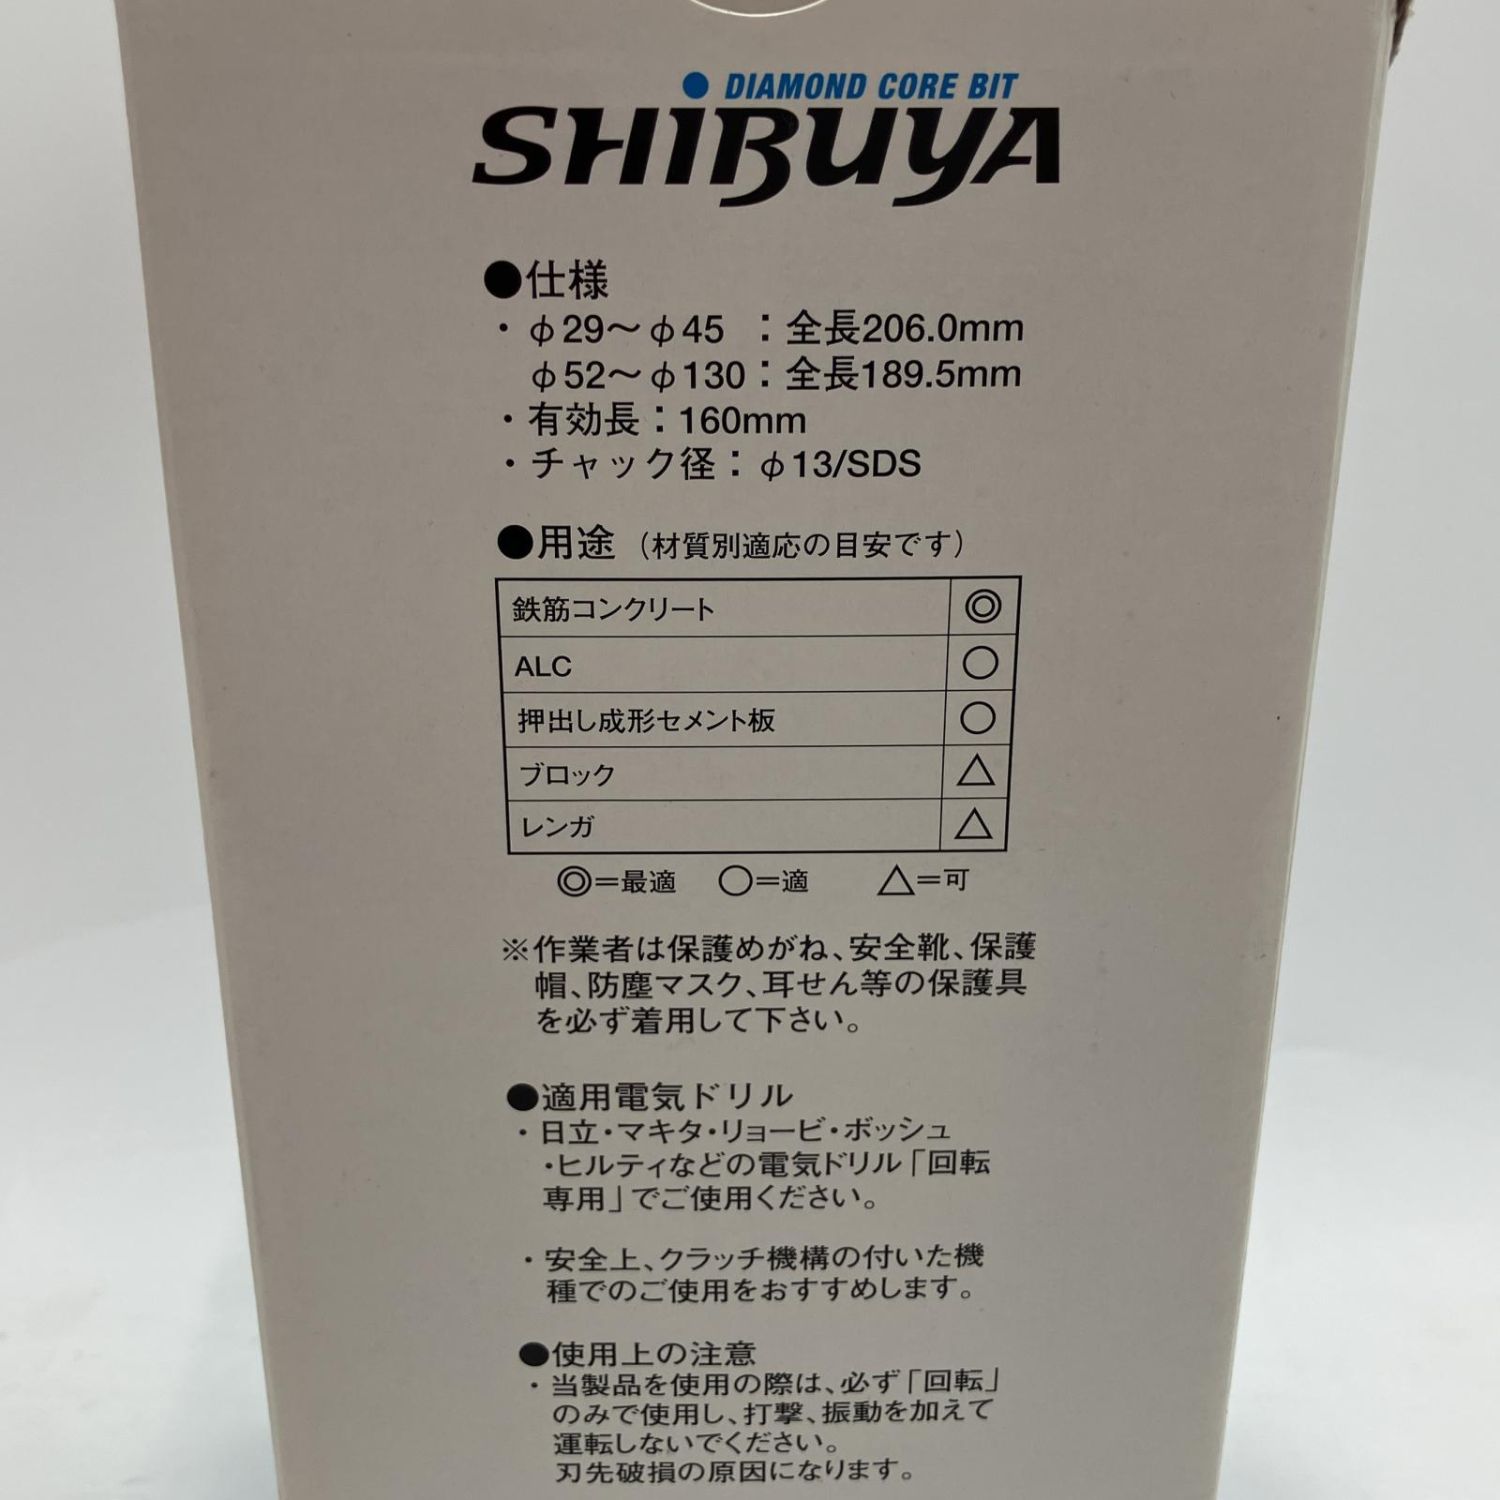 DIAMOND CORE BIT
SHIBUYA
●仕様
・φ29～φ45 ：全長206.0mm
φ52～φ130：全長189.5mm
・有効長：160mm
・チャック径：φ13/SDS
●用途（材質別適応の目安です）
鉄筋コンクリート ◎
ALC ○
押出し成形セメント板 ○
ブロック △
レンガ △
◎＝最適 ○＝適 △＝可
※作業者は保護めがね、安全靴、保護
帽、防塵マスク、耳せん等の保護具
を必ず着用して下さい。
●適用電気ドリル
・日立・マキタ・リョービ・ボッシュ
・ヒルティなどの電気ドリル「回転
専用」でご使用ください。
・安全上、クラッチ機構の付いた機
種でのご使用をおすすめします。
●使用上の注意
・当製品を使用の際は、必ず「回転」
のみで使用し、打撃、振動を加えて
運転しないでください。
刃先破損の原因になります。